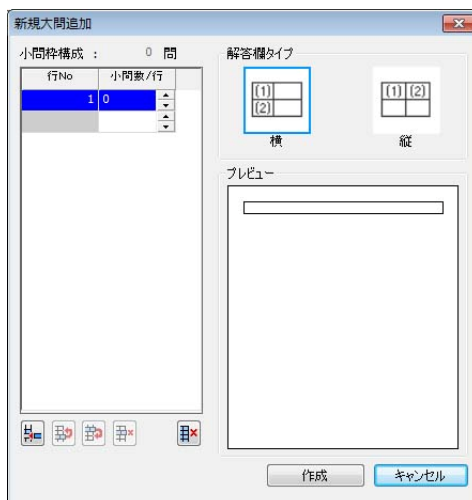 新規大問追加
小問枠構成 : 0 問
行No 小問数/行
1 0
解答欄タイプ
(1)
(2)
横
(1) (2)
縦
プレビュー
作成 キャンセル